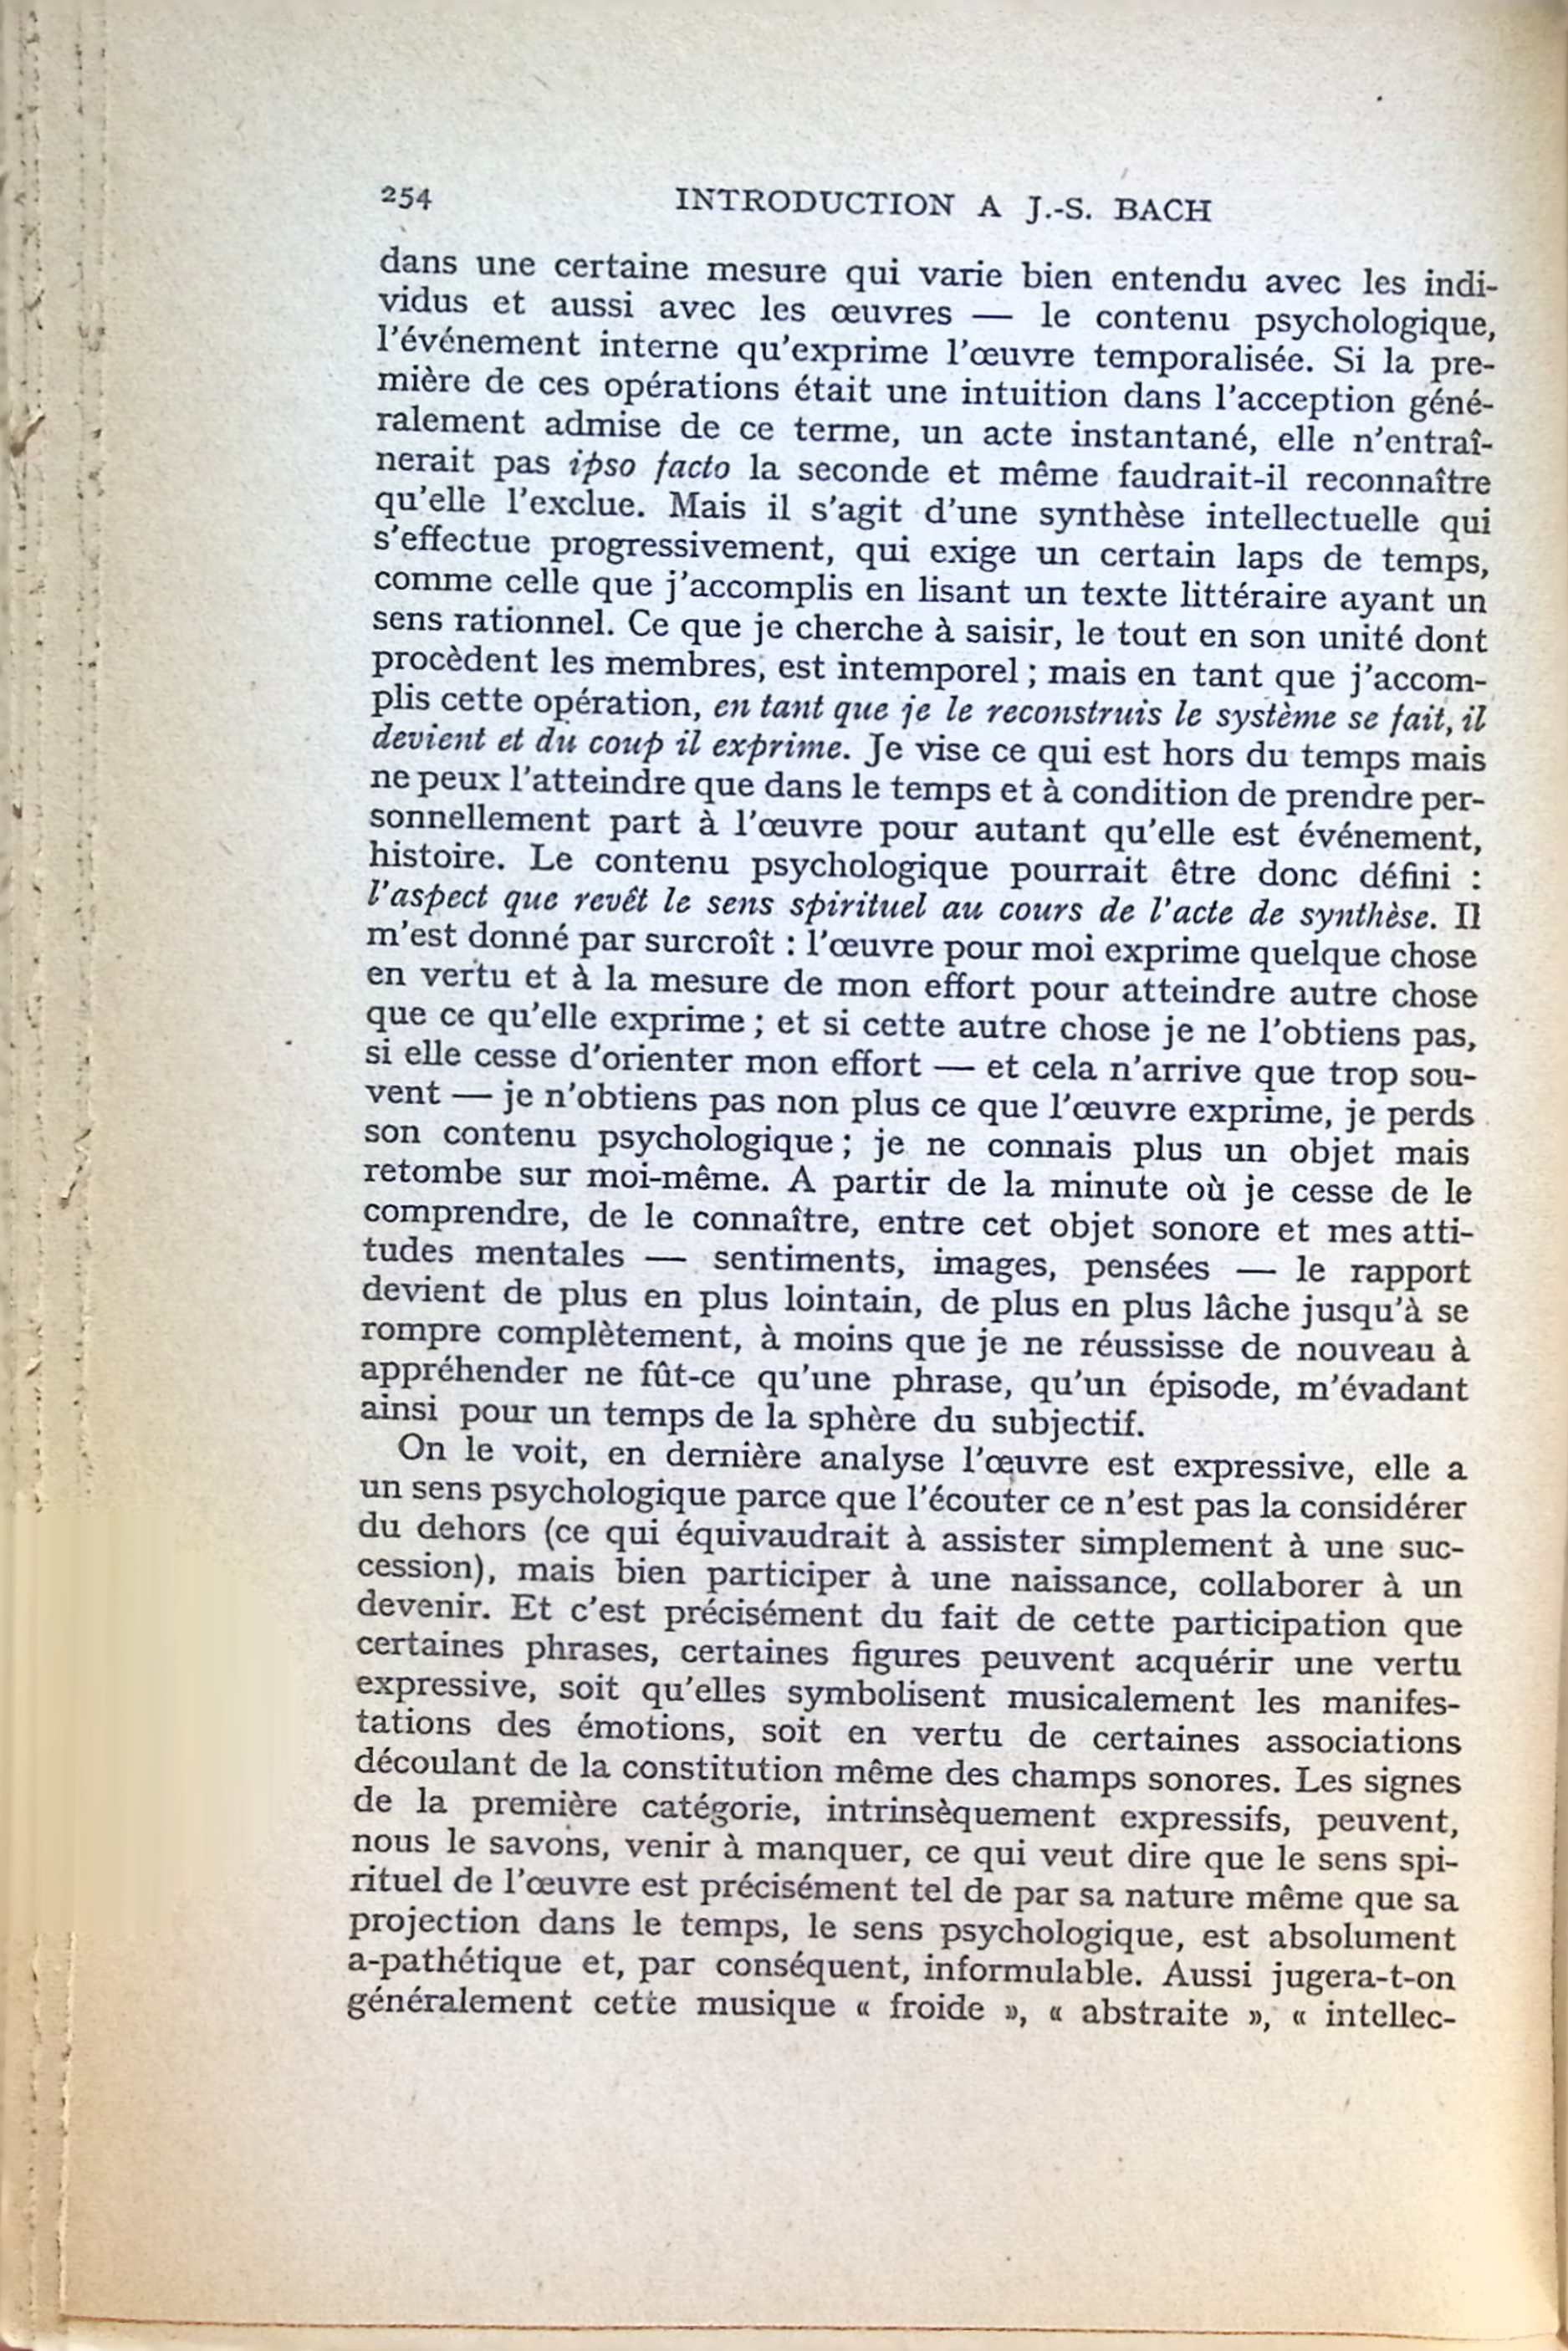 254 INTRODUCTION A J.-S. BACH
dans une certaine mesure qui varie bien entendu avec les indi-
vidus et aussi avec les œuvres — le contenu psychologique,
l'événement interne qu'exprime l'œuvre temporalisée. Si la pre-
mière de ces opérations était une intuition dans l'acception géné-
ralement admise de ce terme, un acte instantané, elle n'entraî-
nerait pas ipso facto la seconde et même faudrait-il reconnaître
qu'elle l'exclue. Mais il s'agit d'une synthèse intellectuelle qui
s'effectue progressivement, qui exige un certain laps de temps,
comme celle que j'accomplis en lisant un texte littéraire ayant un
sens rationnel. Ce que je cherche à saisir, le tout en son unité dont
procèdent les membres, est intemporel ; mais en tant que j'accom-
plis cette opération, en tant que je le reconstruis le système se fait, il
devient et du coup il exprime. Je vise ce qui est hors du temps mais
ne peux l'atteindre que dans le temps et à condition de prendre per-
sonnellement part à l'œuvre pour autant qu'elle est événement,
histoire. Le contenu psychologique pourrait être donc défini :
l'aspect que revêt le sens spirituel au cours de l'acte de synthèse. Il
m'est donné par surcroît : l'œuvre pour moi exprime quelque chose
en vertu et à la mesure de mon effort pour atteindre autre chose
que ce qu'elle exprime ; et si cette autre chose je ne l'obtiens pas,
si elle cesse d'orienter mon effort — et cela n'arrive que trop sou-
vent — je n'obtiens pas non plus ce que l'œuvre exprime, je perds
son contenu psychologique ; je ne connais plus un objet mais
retombe sur moi-même. A partir de la minute où je cesse de le
comprendre, de le connaître, entre cet objet sonore et mes atti-
tudes mentales — sentiments, images, pensées — le rapport
devient de plus en plus lointain, de plus en plus lâche jusqu'à se
rompre complètement, à moins que je ne réussisse de nouveau à
appréhender ne fût-ce qu'une phrase, qu'un épisode, m'évadant
ainsi pour un temps de la sphère du subjectif.
On le voit, en dernière analyse l'œuvre est expressive, elle a
un sens psychologique parce que l'écouter ce n'est pas la considérer
du dehors (ce qui équivaudrait à assister simplement à une suc-
cession), mais bien participer à une naissance, collaborer à un
devenir. Et c'est précisément du fait de cette participation que
certaines phrases, certaines figures peuvent acquérir une vertu
expressive, soit qu'elles symbolisent musicalement les manifes-
tations des émotions, soit en vertu de certaines associations
découlant de la constitution même des champs sonores. Les signes
de la première catégorie, intrinsèquement expressifs, peuvent,
nous le savons, venir à manquer, ce qui veut dire que le sens spi-
rituel de l'œuvre est précisément tel de par sa nature même que sa
projection dans le temps, le sens psychologique, est absolument
a-pathétique et, par conséquent, informulable. Aussi jugera-t-on
généralement cette musique « froide », « abstraite », « intellec-